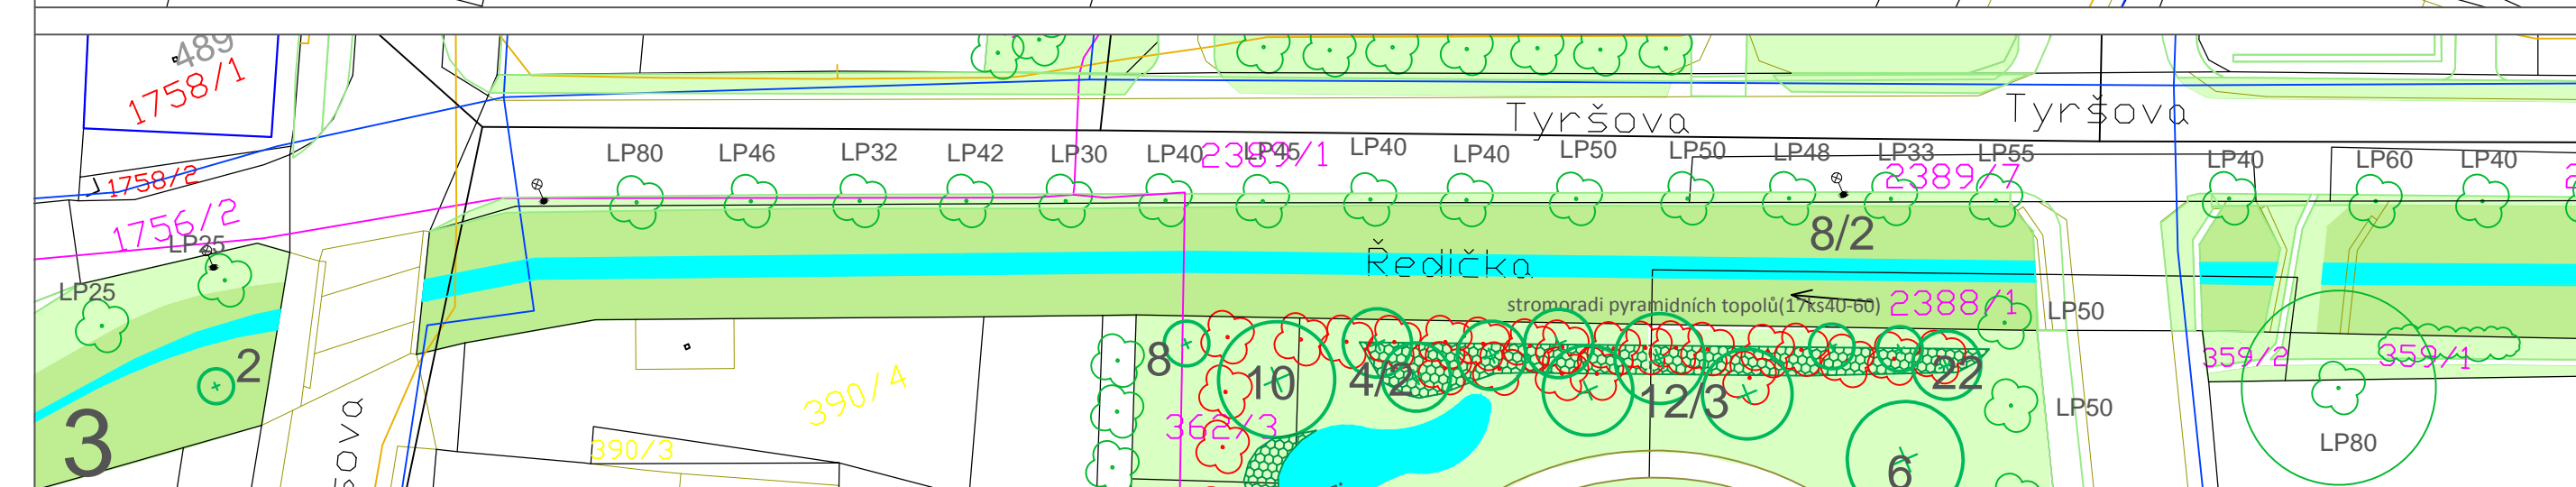 489
1758/1
Tyršova
Tyršova
LP80
LP46
LP32
LP42
LP30
LP40
2389/1
LP45
LP40
LP40
LP50
LP50
LP48
LP33
LP55
2389/7
LP40
LP60
LP40
1758/2
1756/2
LP25
8/2
Ředička
LP25
stromoradi pyramidních topolů(17ks40-60)
2388/1
LP50
2
8
10
4/2
12/3
22
359/2
359/1
390/4
362/3
LP50
3
390/3
LP80
6